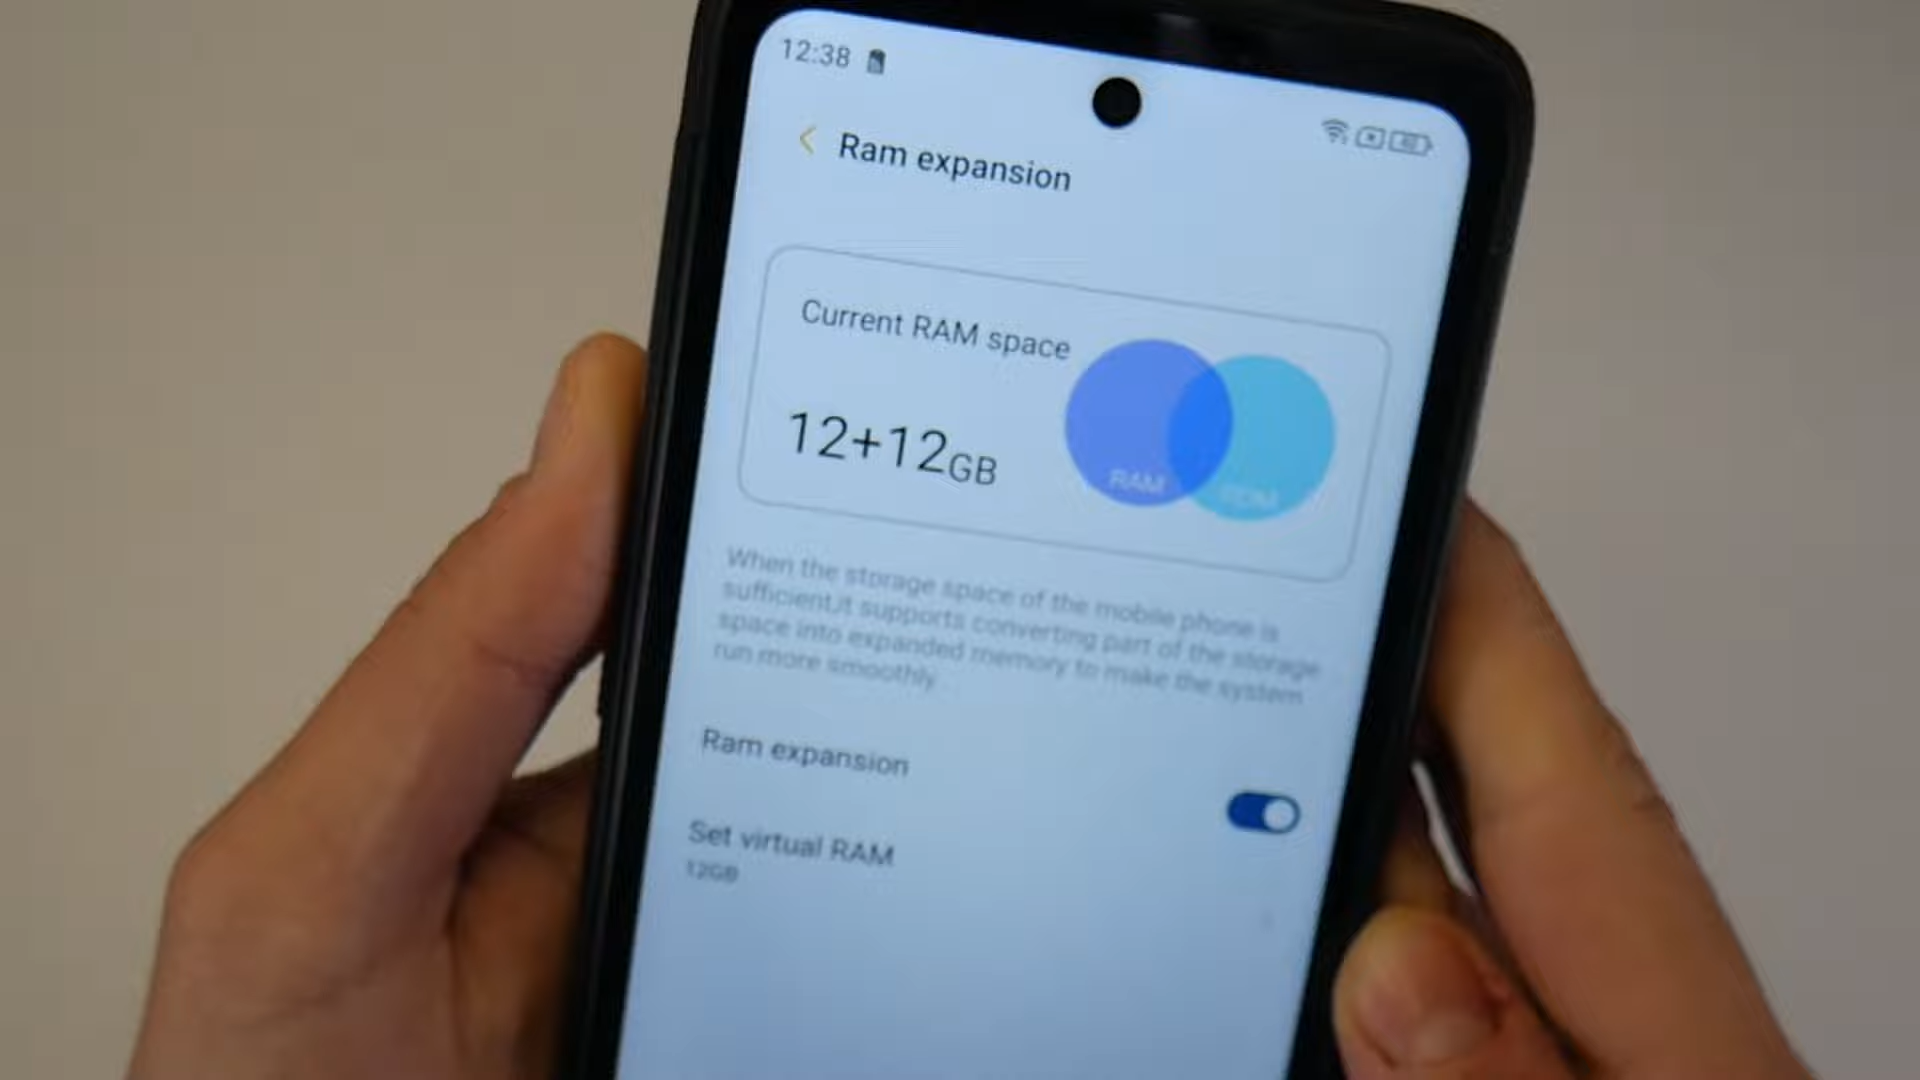 12:38
Ram expansion
Current RAM space
12+12GB
RAM
When the storage space of the mobile phone is
sufficient,it supports converting part of the storage
space into expanded memory to make the system
run more smoothly
Ram expansion
Set virtual RAM
12GB